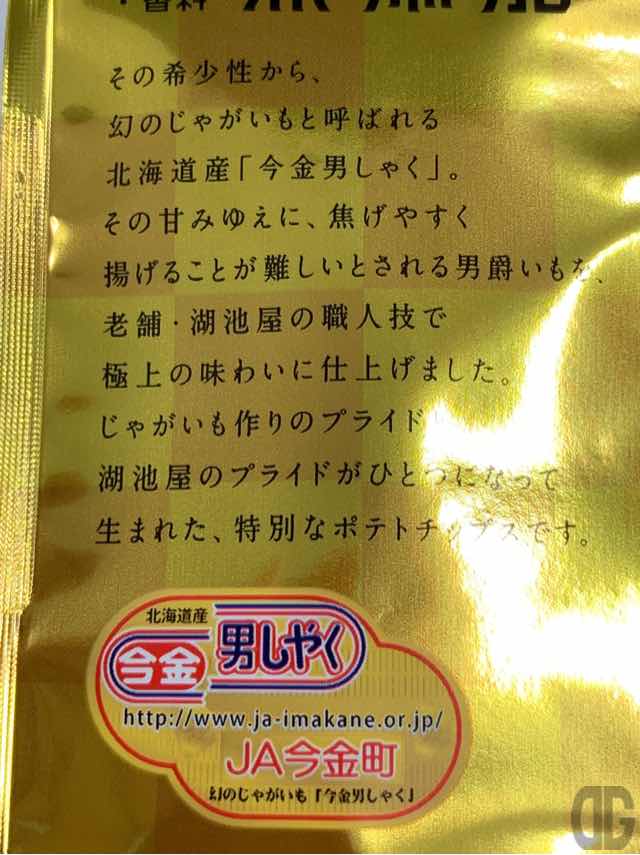 その希少性から、
幻のじゃがいもと呼ばれる
北海道産「今金男しゃく」。
その甘みゆえに、焦げやすく
揚げることが難しいとされる男爵いもを、
老舗・湖池屋の職人技で
極上の味わいに仕上げました。
じゃがいも作りのプライド
湖池屋のプライドがひとつになって
生まれた、特別なポテトチップスです。
北海道産
今金 男しゃく
http://www.ja-imakane.or.jp/
JA今金町
幻のじゃがいも「今金男しゃく」
DG